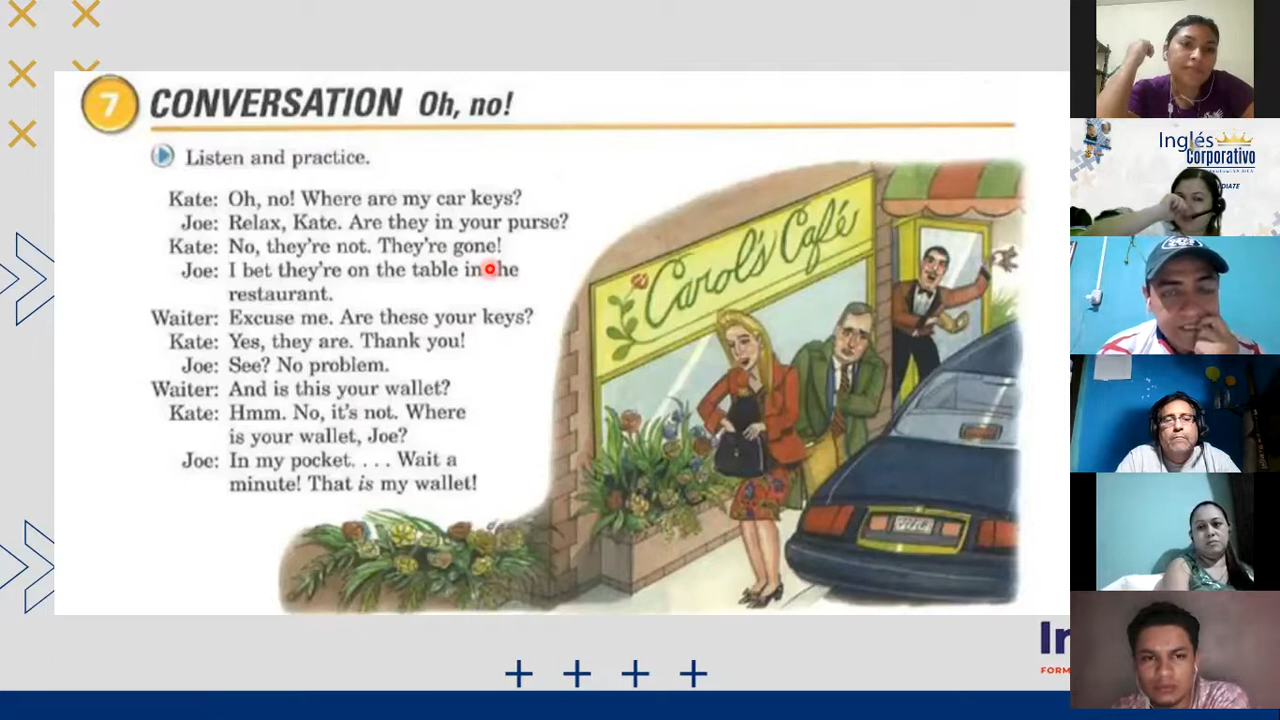 7 CONVERSATION Oh, no!
Listen and practice.
Kate: Oh, no! Where are my car keys?
Joe: Relax, Kate. Are they in your purse?
Kate: No, they're not. They're gone!
Joe: I bet they're on the table in the
restaurant.
Waiter: Excuse me. Are these your keys?
Kate: Yes, they are. Thank you!
Joe: See? No problem.
Waiter: And is this your wallet?
Kate: Hmm. No, it's not. Where
is your wallet, Joe?
Joe: In my pocket. . . . Wait a
minute! That is my wallet!
Carol's Café
Inglés
Corporativo
In
FORM